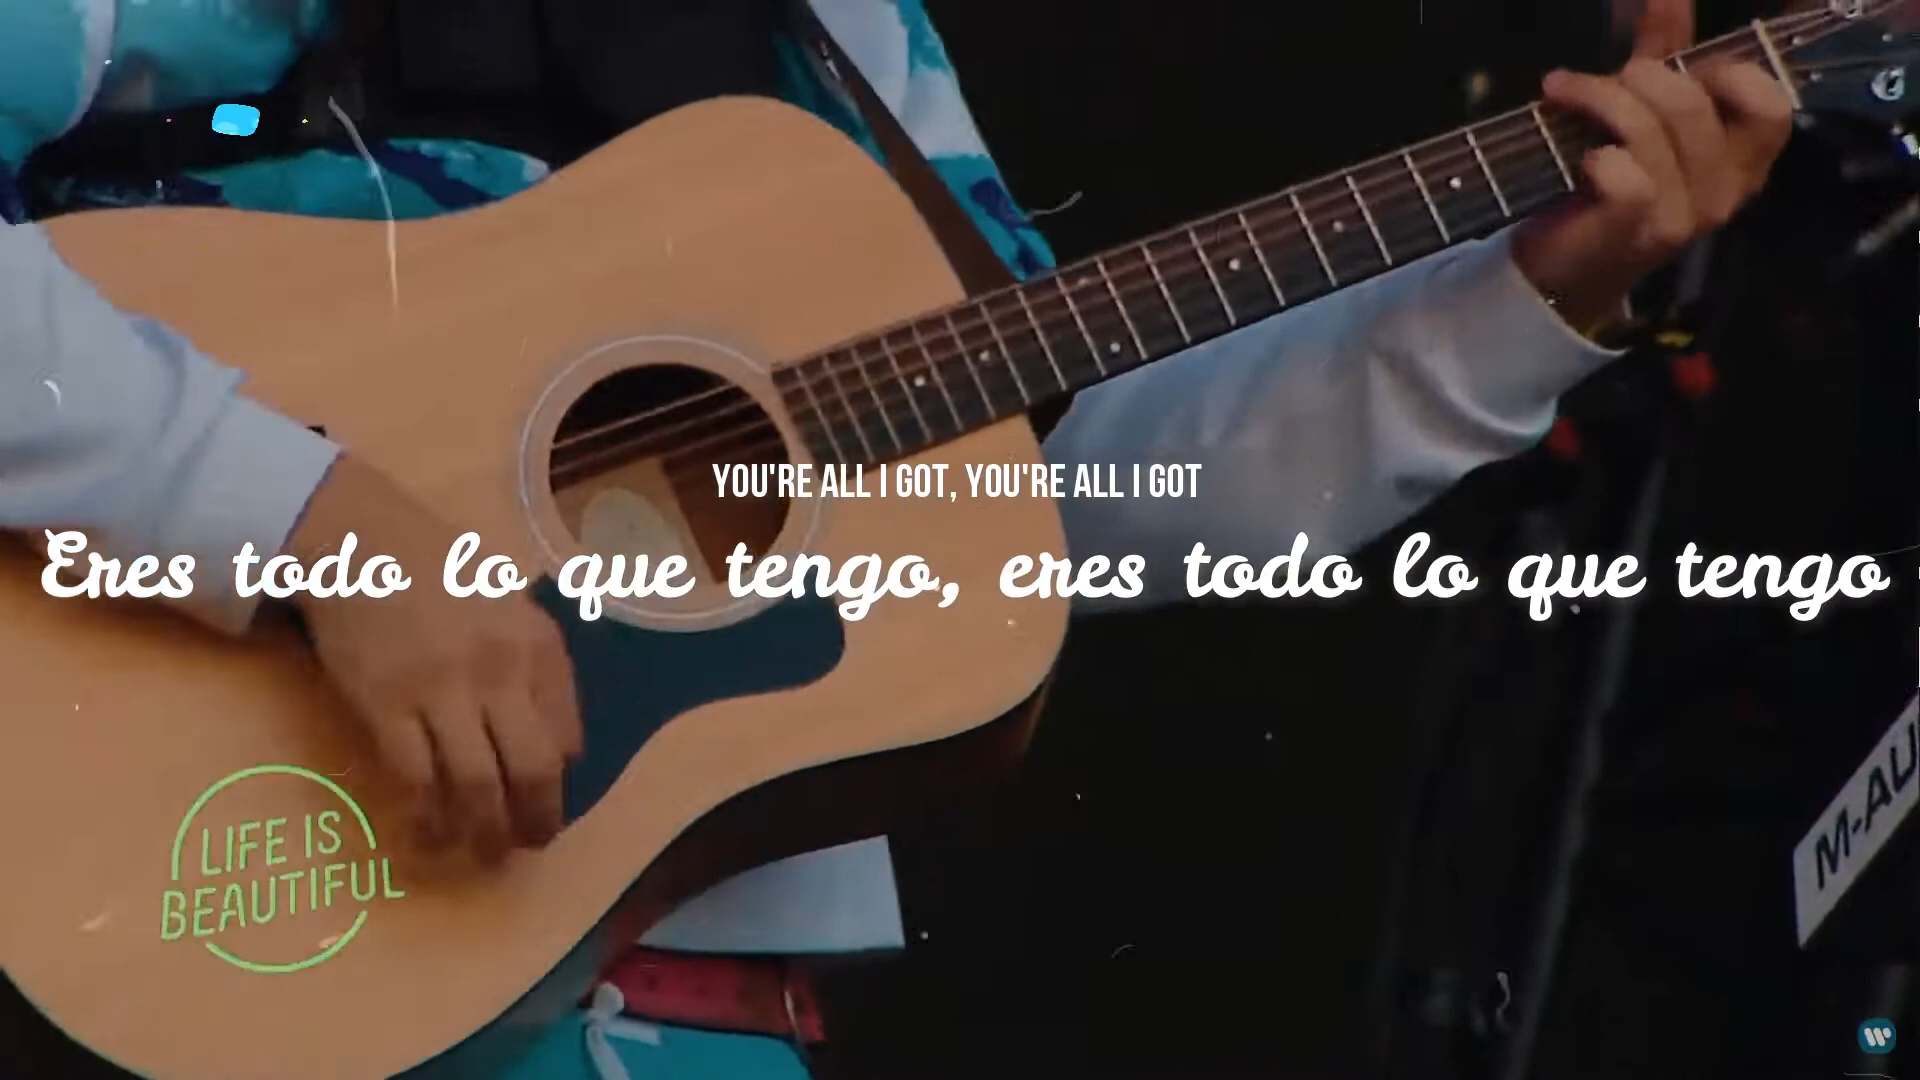 YOU'RE ALL I GOT, YOU'RE ALL I GOT
Eres todo lo que tengo, eres todo lo que tengo
LIFE IS
BEAUTIFUL
M-AU